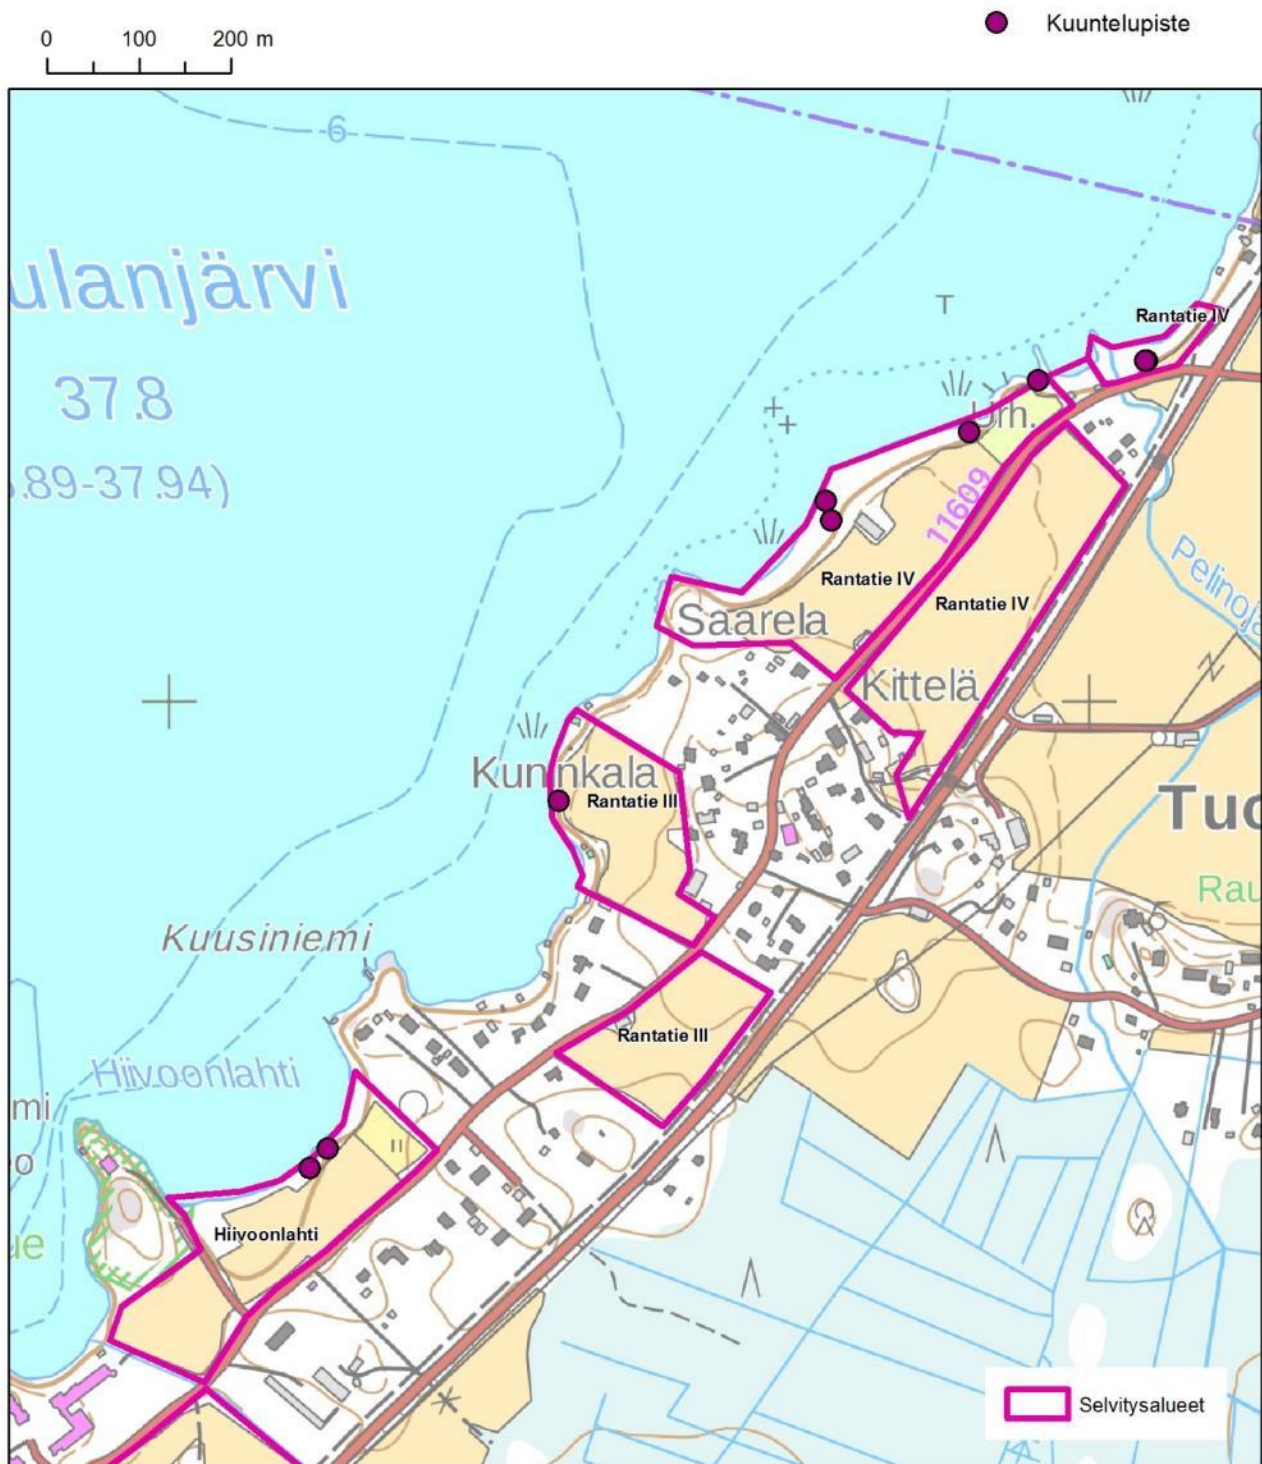 0 100 200 m
Kuuntelupiste
6
ulanjärvi
37.8
.89-37.94)
T
Rantatie IV
Urh.
11609
Pelinoja
Rantatie IV
Rantatie IV
Saarela
Kittelä
Kuninkala
Rantatie III
Tuo
Rau
Kuusiniemi
Rantatie III
Hiivoonlahti
mi
o
ue
Hiivoonlahti
Selvitysalueet